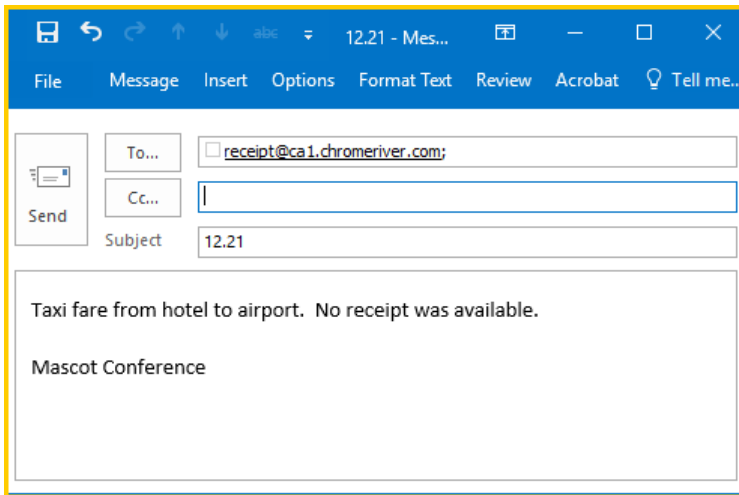 abc 12.21 - Mes...
File Message Insert Options Format Text Review Acrobat Tell me..
To... receipt@ca1.chromeriver.com;
Cc...
Send
Subject 12.21
Taxi fare from hotel to airport. No receipt was available.
Mascot Conference